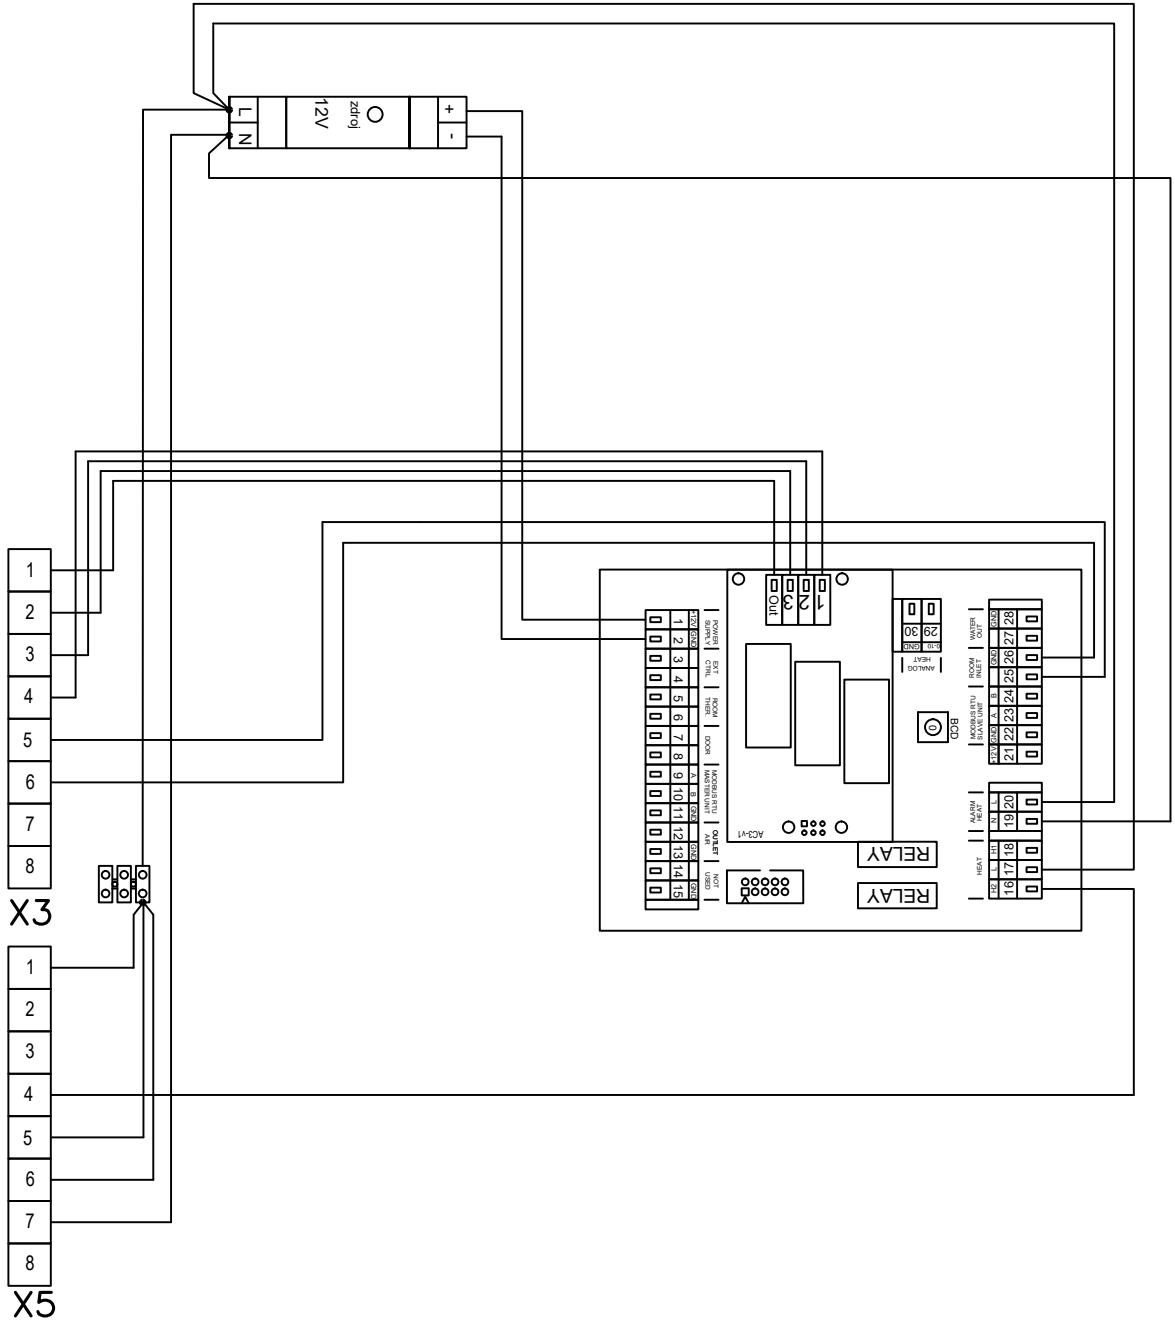 L
N
12V
zdroj
+
-
1
2
3
4
5
6
7
8
X3
1
2
3
4
5
6
7
8
X5
Out
3
2
1
1 +12V
2 GND
3
4
5
6
7
8
9 A
10 B
11 GND
12
13 GND
14
15 GND
POWER
SUPPLY
EXT
CTRL
ROOM
THER.
DOOR
MODBUS RTU
MASTER UNIT
OUTLET
AIR
NOT
USED
AC3-v1
30 29
GND 0-10
ANALOG
HEAT
BCD
0
RELAY
RELAY
WATER
OUT
ROOM
INLET
MODBUS RTU
SLAVE UNIT
ALARM
HEAT
HEAT
GND 28
27
GND 26
25
B 24
A 23
GND 22
+12V 21
L 20
N 19
H1 18
L 17
H2 16